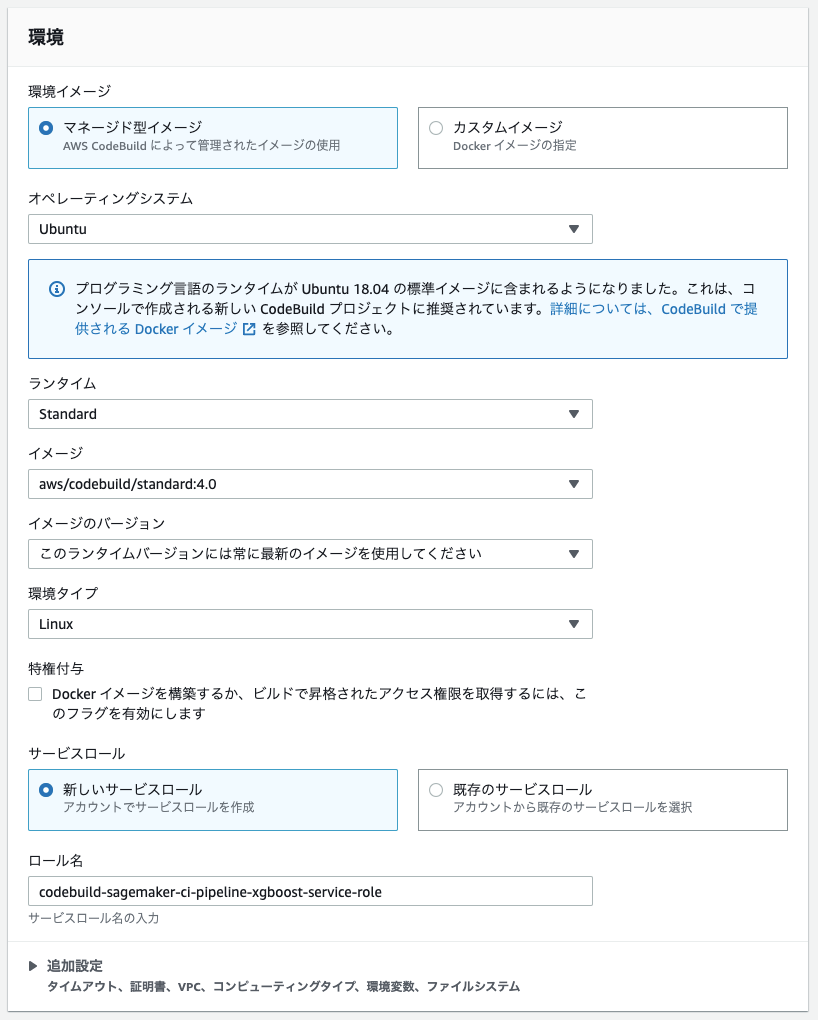 環境
環境イメージ
マネージド型イメージ
AWS CodeBuild によって管理されたイメージの使用
カスタムイメージ
Docker イメージの指定
オペレーティングシステム
Ubuntu
プログラミング言語のランタイムが Ubuntu 18.04 の標準イメージに含まれるようになりました。これは、コ
ンソールで作成される新しい CodeBuild プロジェクトに推奨されています。詳細については、CodeBuild で提
供される Docker イメージ を参照してください。
ランタイム
Standard
イメージ
aws/codebuild/standard:4.0
イメージのバージョン
このランタイムバージョンには常に最新のイメージを使用してください
環境タイプ
Linux
特権付与
Docker イメージを構築するか、ビルドで昇格されたアクセス権限を取得するには、こ
のフラグを有効にします
サービスロール
新しいサービスロール
アカウントでサービスロールを作成
既存のサービスロール
アカウントから既存のサービスロールを選択
ロール名
codebuild-sagemaker-ci-pipeline-xgboost-service-role
サービスロール名の入力
追加設定
タイムアウト、証明書、VPC、コンピューティングタイプ、環境変数、ファイルシステム